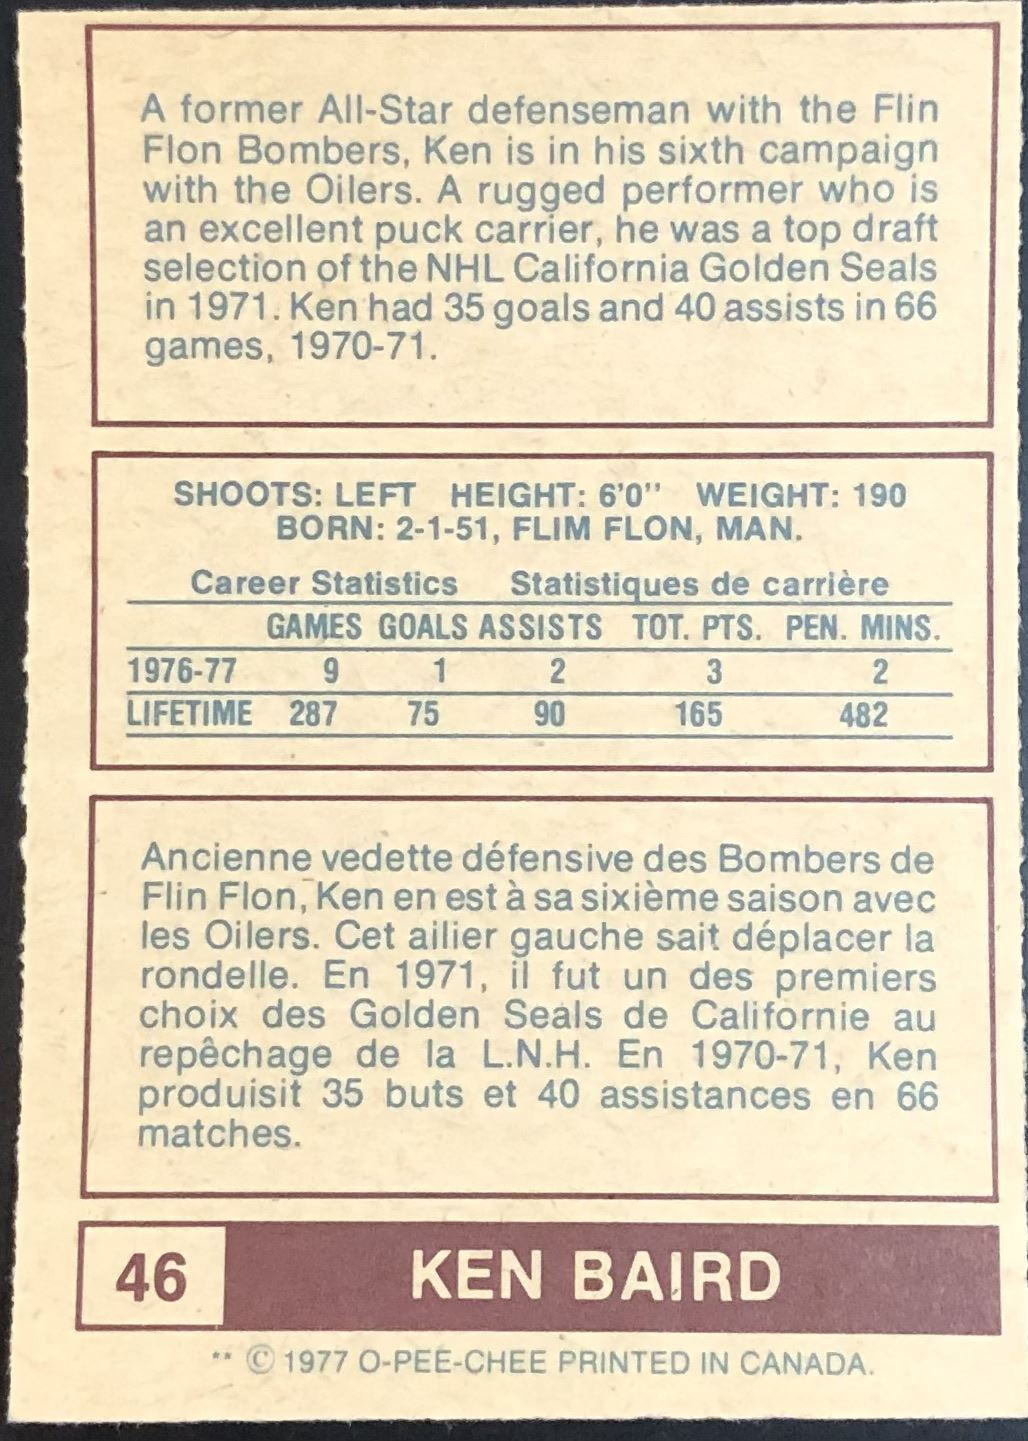 A former All-Star defenseman with the Flin
Flon Bombers, Ken is in his sixth campaign
with the Oilers. A rugged performer who is
an excellent puck carrier, he was a top draft
selection of the NHL California Golden Seals
in 1971. Ken had 35 goals and 40 assists in 66
games, 1970-71.
SHOOTS: LEFT HEIGHT: 6'0'' WEIGHT: 190
BORN: 2-1-51, FLIM FLON, MAN.
Career Statistics Statistiques de carrière
GAMES GOALS ASSISTS TOT. PTS. PEN. MINS.
1976-77 9 1 2 3 2
LIFETIME 287 75 90 165 482
Ancienne vedette défensive des Bombers de
Flin Flon, Ken en est à sa sixième saison avec
les Oilers. Cet ailier gauche sait déplacer la
rondelle. En 1971, il fut un des premiers
choix des Golden Seals de Californie au
repêchage de la L.N.H. En 1970-71, Ken
produisit 35 buts et 40 assistances en 66
matches.
46 KEN BAIRD
** © 1977 O-PEE-CHEE PRINTED IN CANADA.